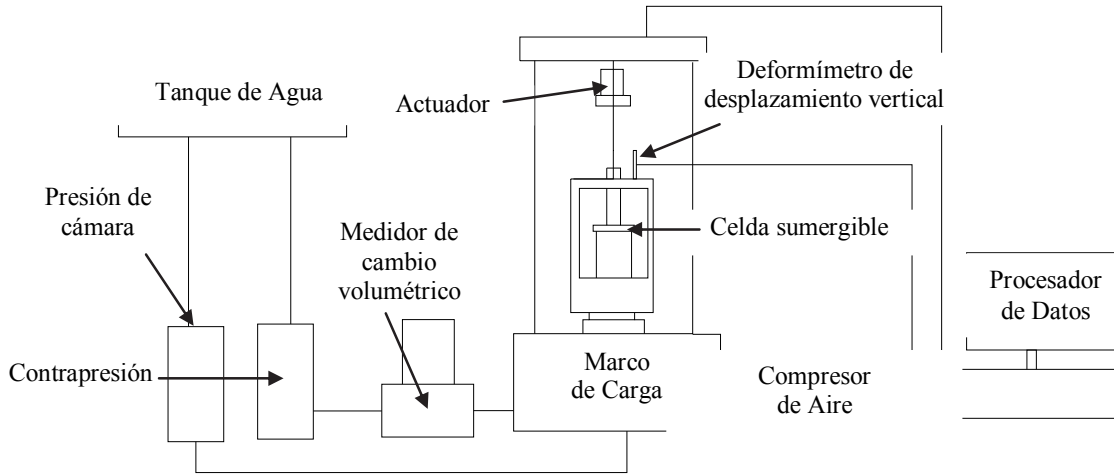 Tanque de Agua
Actuador
Deformímetro de
desplazamiento vertical
Presión de
cámara
Medidor de
cambio
volumétrico
Celda sumergible
Procesador
de Datos
Contrapresión
Marco
de Carga
Compresor
de Aire